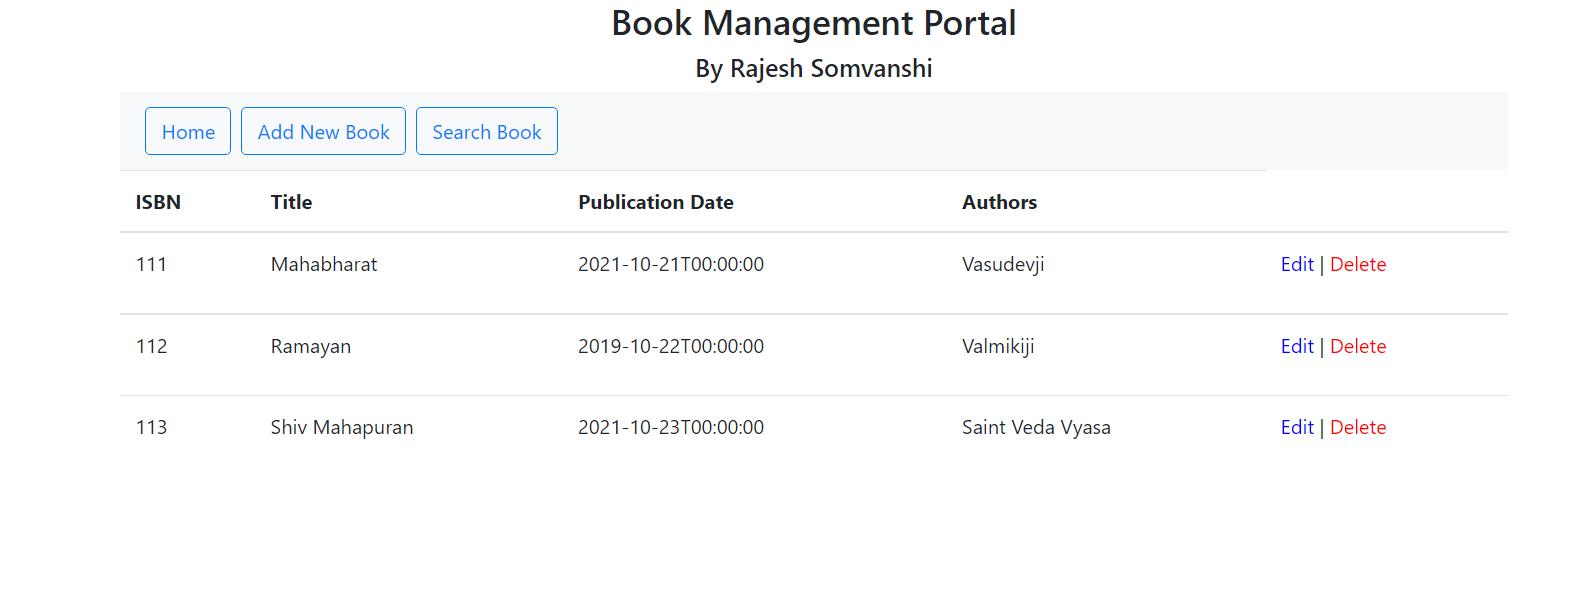 Book Management Portal
By Rajesh Somvanshi
Home Add New Book Search Book
ISBN Title Publication Date Authors
111 Mahabharat 2021-10-21T00:00:00 Vasudevji Edit | Delete
112 Ramayan 2019-10-22T00:00:00 Valmikiji Edit | Delete
113 Shiv Mahapuran 2021-10-23T00:00:00 Saint Veda Vyasa Edit | Delete